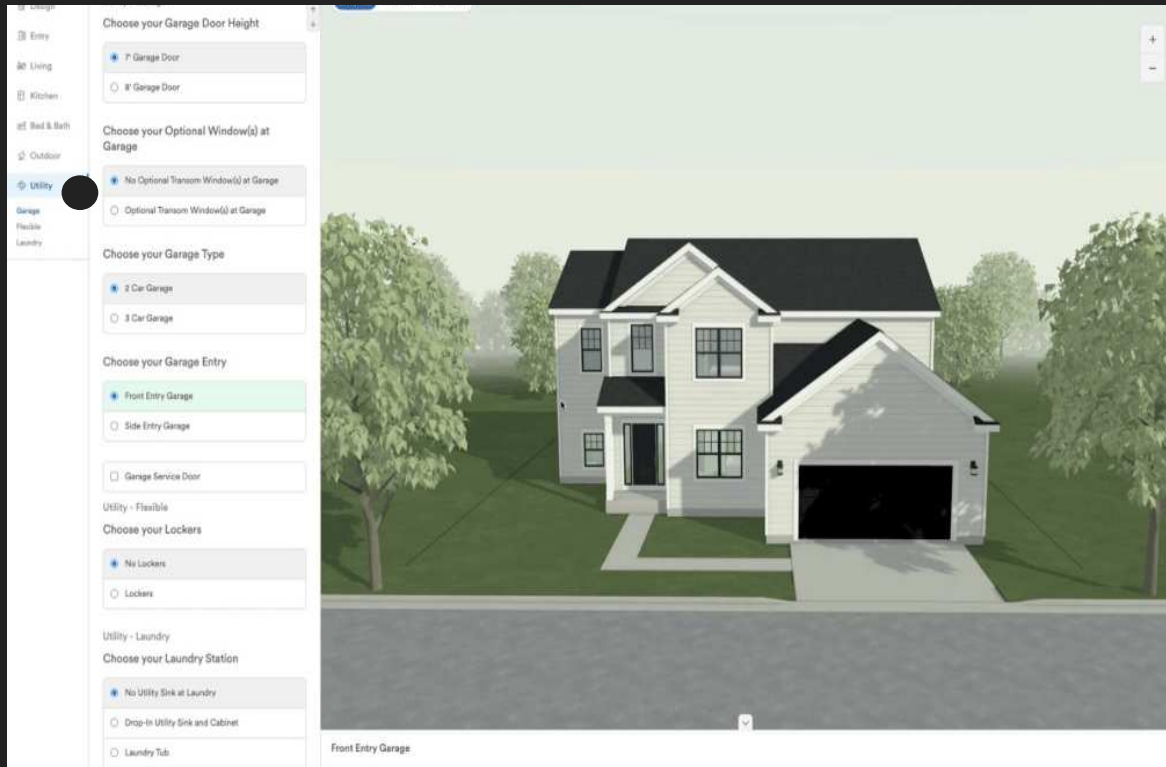 Design
Entry
Living
Kitchen
Bed & Bath
Outdoor
Utility
Garage
Flexible
Laundry
Choose your Garage Door Height
7' Garage Door
8' Garage Door
Choose your Optional Window(s) at
Garage
No Optional Transom Window(s) at Garage
Optional Transom Window(s) at Garage
Choose your Garage Type
2 Car Garage
3 Car Garage
Choose your Garage Entry
Front Entry Garage
Side Entry Garage
Garage Service Door
Utility - Flexible
Choose your Lockers
No Lockers
Lockers
Utility - Laundry
Choose your Laundry Station
No Utility Sink at Laundry
Drop-In Utility Sink and Cabinet
Laundry Tub
Front Entry Garage